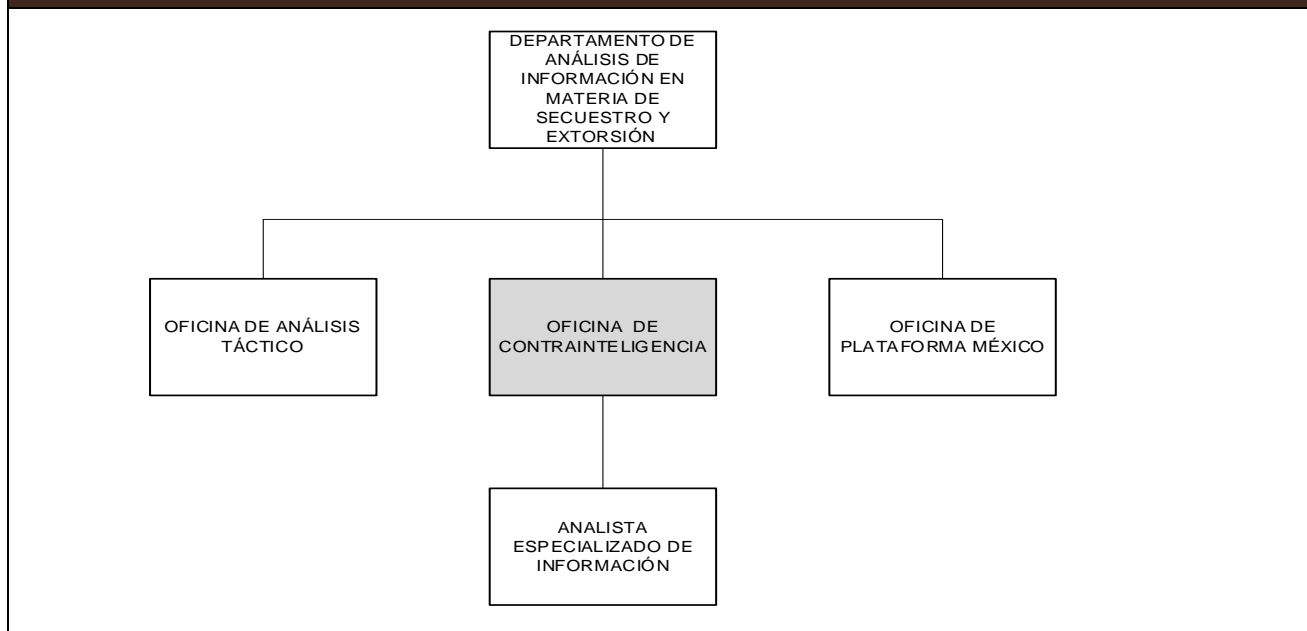 DEPARTAMENTO DE
ANÁLISIS DE
INFORMACIÓN EN
MATERIA DE
SECUESTRO Y
EXTORSIÓN
OFICINA DE ANÁLISIS
TÁCTICO
OFICINA DE
CONTRAINTELIGENCIA
OFICINA DE
PLATAFORMA MÉXICO
ANALISTA
ESPECIALIZADO DE
INFORMACIÓN